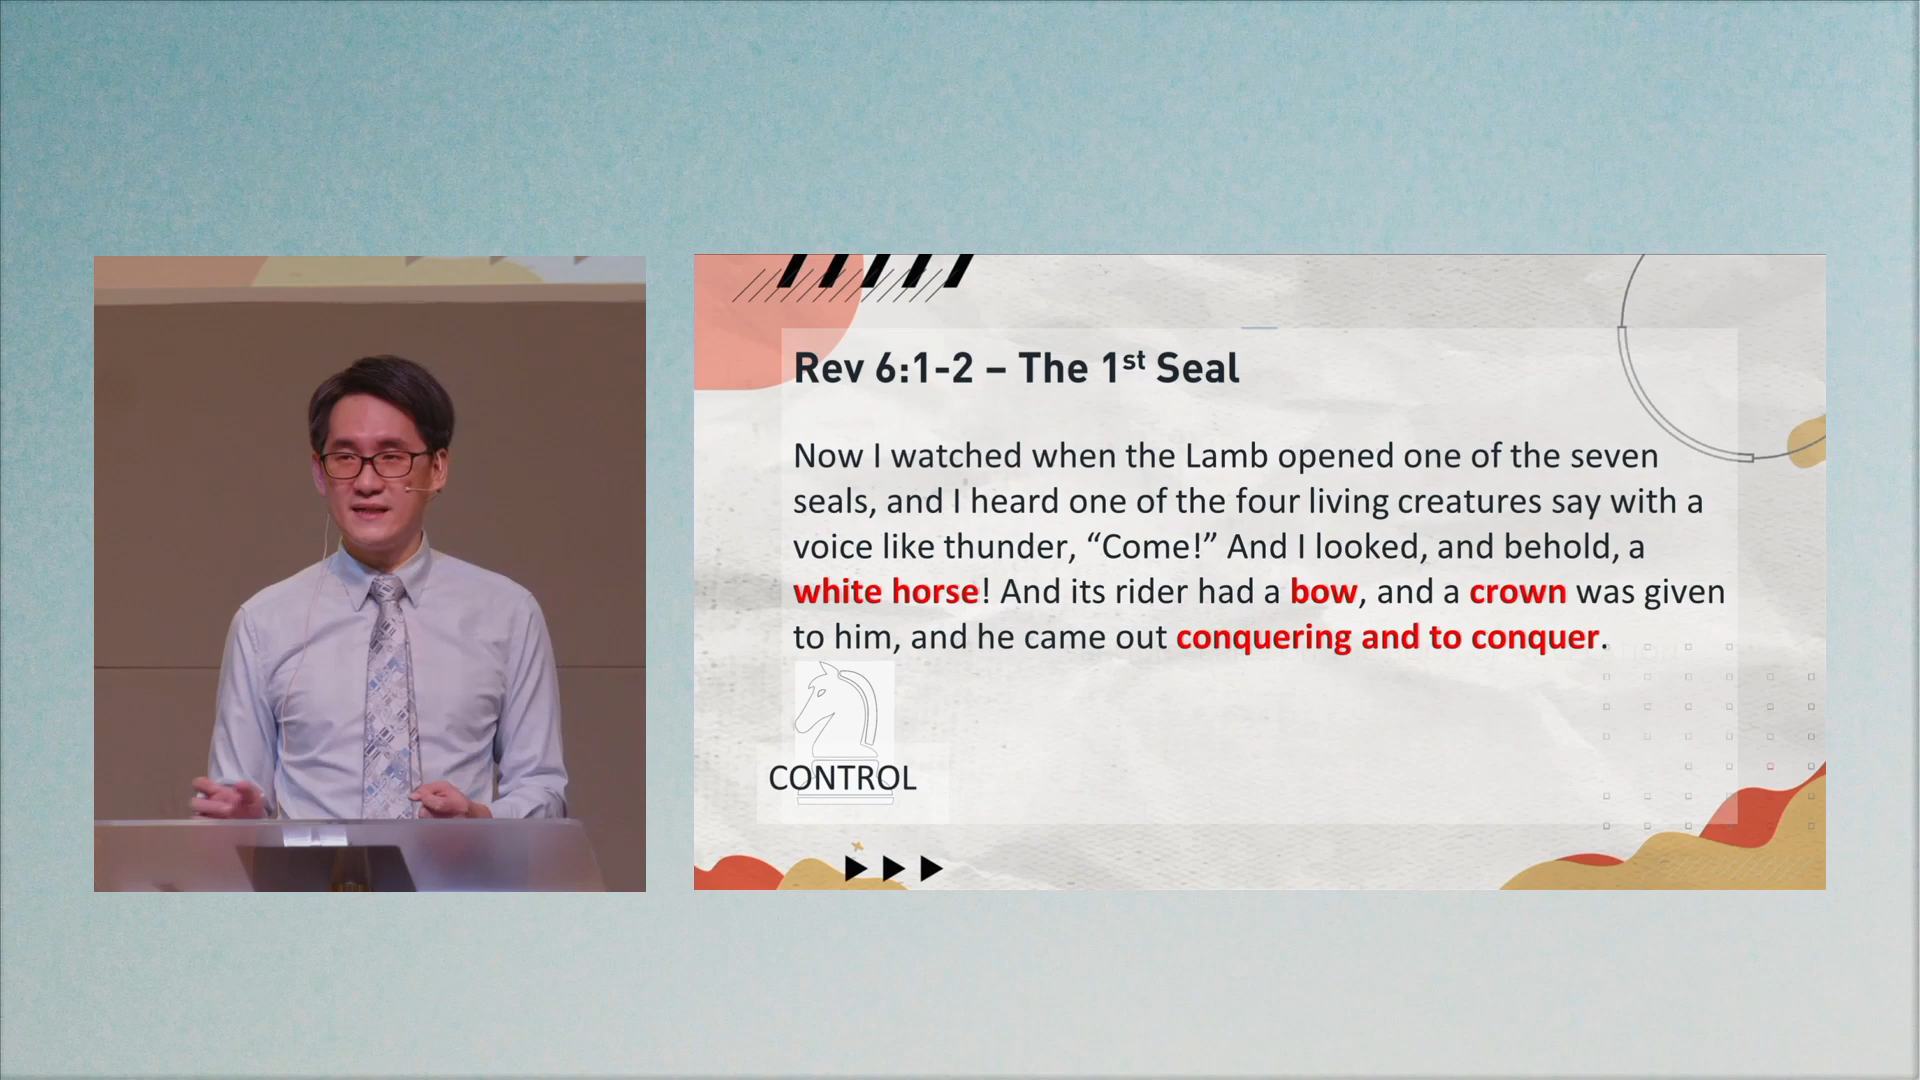 Rev 6:1-2 – The 1st Seal
Now I watched when the Lamb opened one of the seven
seals, and I heard one of the four living creatures say with a
voice like thunder, “Come!” And I looked, and behold, a
white horse! And its rider had a bow, and a crown was given
to him, and he came out conquering and to conquer.
CONTROL